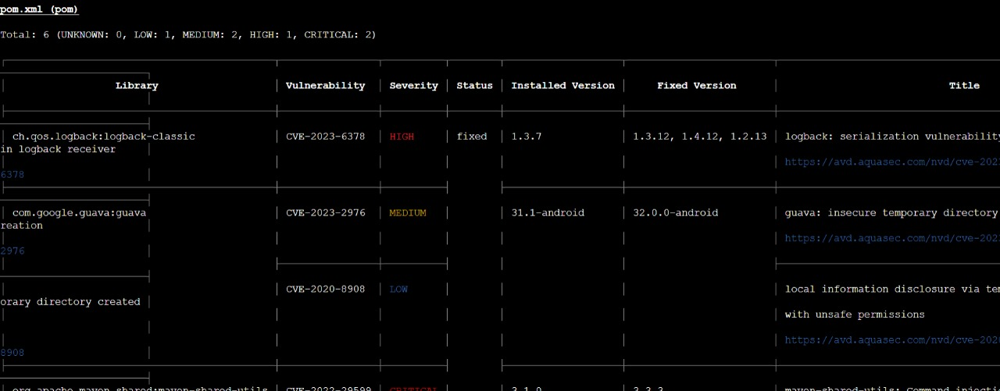 pom.xml (pom)
Total: 6 (UNKNOWN: 0, LOW: 1, MEDIUM: 2, HIGH: 1, CRITICAL: 2)
Library Vulnerability Severity Status Installed Version Fixed Version Title
ch.qos.logback:logback-classic CVE-2023-6378 HIGH fixed 1.3.7 1.3.12, 1.4.12, 1.2.13 logback: serialization vulnerability
in logback receiver
https://avd.aquasec.com/nvd/cve-202
6378
com.google.guava:guava CVE-2023-2976 MEDIUM 31.1-android 32.0.0-android guava: insecure temporary directory
reation
https://avd.aquasec.com/nvd/cve-202
2976
CVE-2020-8908 LOW local information disclosure via tem
orary directory created
with unsafe permissions
https://avd.aquasec.com/nvd/cve-202
8908
org.apache.maven.shared:maven-shared-utils CVE-2022-29599 CRITICAL 3.1.0 3.3.3 maven-shared-utils: Command injecti